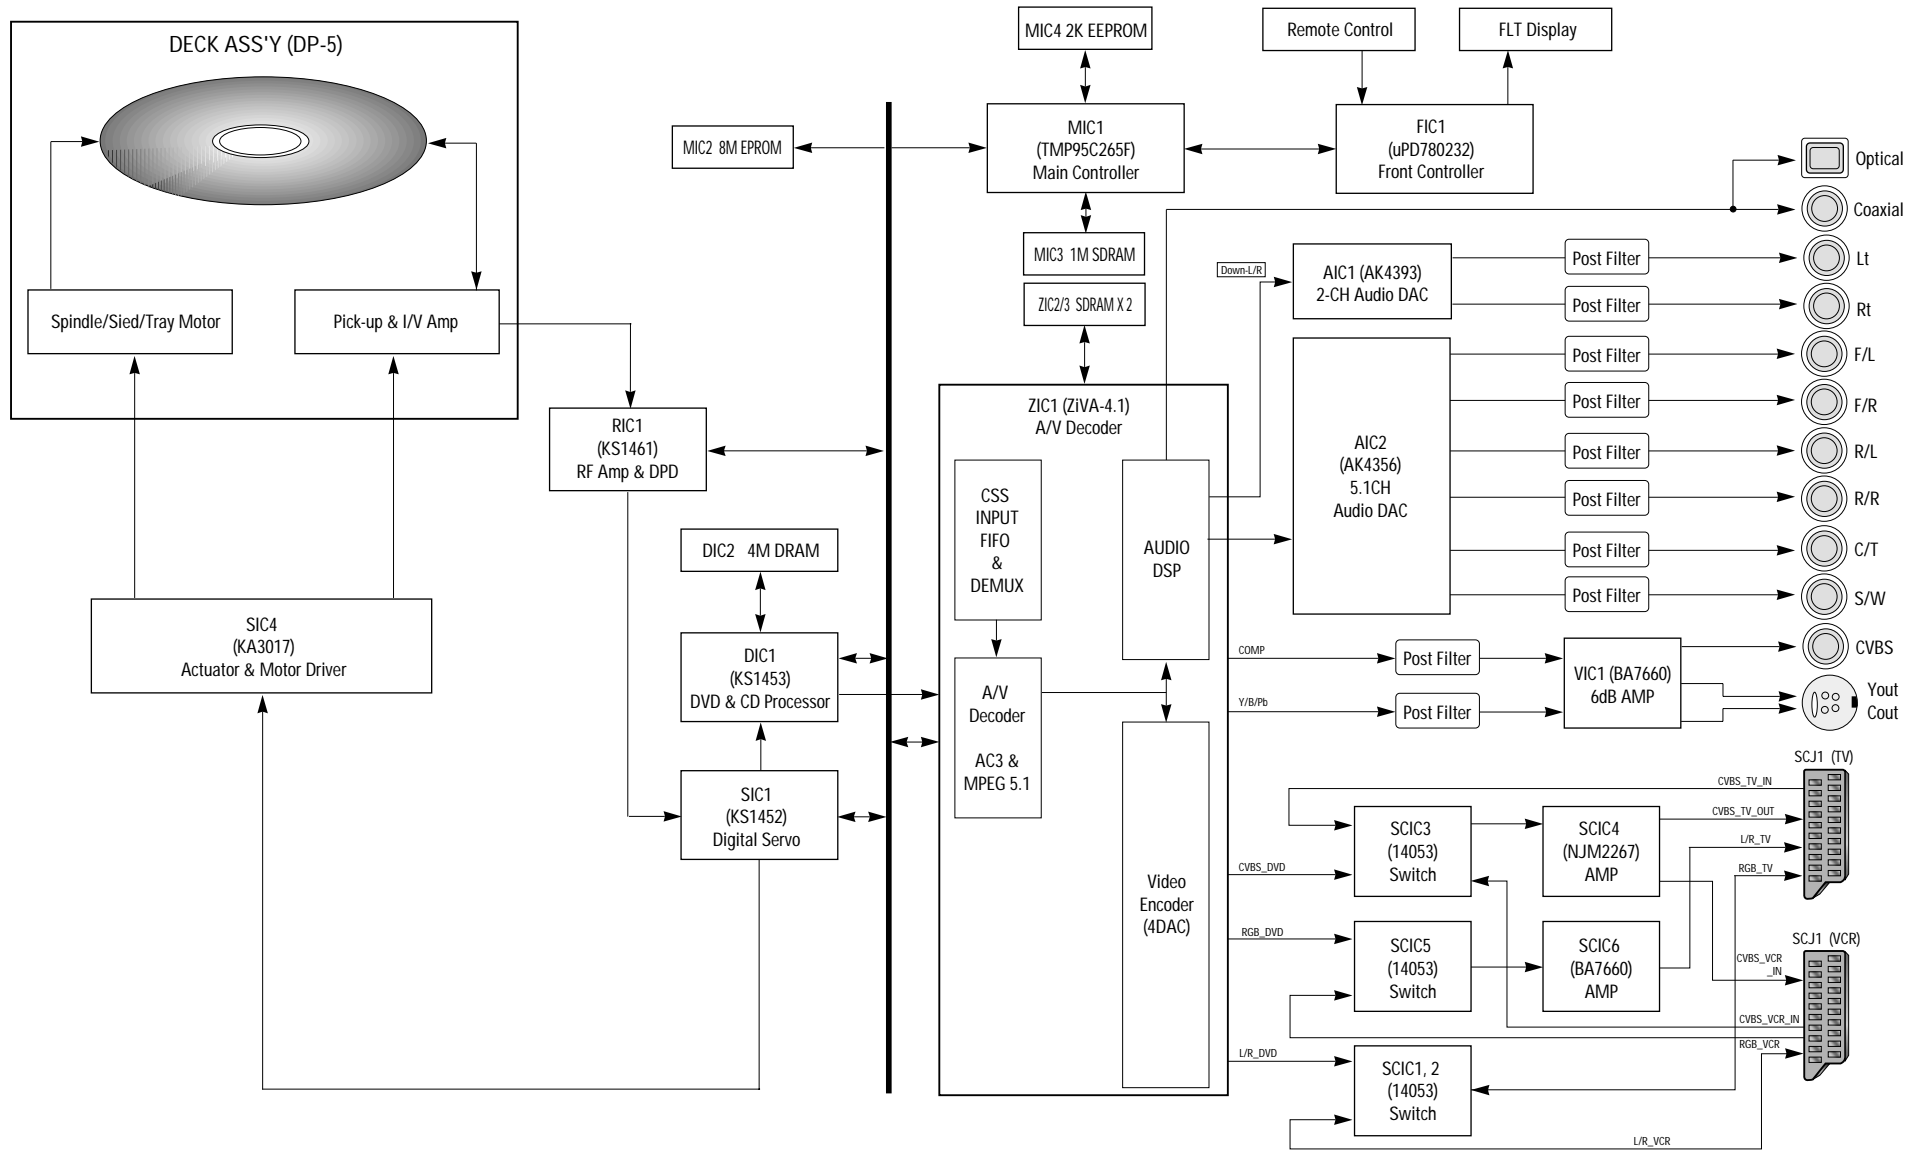 DECK ASS'Y (DP-5)
Spindle/Sied/Tray Motor
Pick-up & I/V Amp
SIC4
(KA3017)
Actuator & Motor Driver
RIC1
(KS1461)
RF Amp & DPD
DIC2 4M DRAM
DIC1
(KS1453)
DVD & CD Processor
SIC1
(KS1452)
Digital Servo
MIC2 8M EPROM
MIC4 2K EEPROM
MIC1
(TMP95C265F)
Main Controller
MIC3 1M SDRAM
ZIC2/3 SDRAM X 2
Remote Control
FLT Display
FIC1
(uPD780232)
Front Controller
ZIC1 (ZiVA-4.1)
A/V Decoder
CSS
INPUT
FIFO
&
DEMUX
A/V
Decoder
AC3 &
MPEG 5.1
AUDIO
DSP
Video
Encoder
(4DAC)
Down-L/R
AIC1 (AK4393)
2-CH Audio DAC
AIC2
(AK4356)
5.1CH
Audio DAC
Post Filter
Post Filter
Post Filter
Post Filter
Post Filter
Post Filter
Post Filter
Post Filter
Optical
Coaxial
Lt
Rt
F/L
F/R
R/L
R/R
C/T
S/W
CVBS
Yout
Cout
COMP
Post Filter
Y/B/Pb
Post Filter
VIC1 (BA7660)
6dB AMP
SCJ1 (TV)
CVBS_TV_IN
CVBS_TV_OUT
L/R_TV
RGB_TV
SCIC3
(14053)
Switch
SCIC4
(NJM2267)
AMP
CVBS_DVD
RGB_DVD
SCIC5
(14053)
Switch
SCIC6
(BA7660)
AMP
SCJ1 (VCR)
CVBS_VCR
_IN
CVBS_VCR_IN
RGB_VCR
L/R_DVD
SCIC1, 2
(14053)
Switch
L/R_VCR